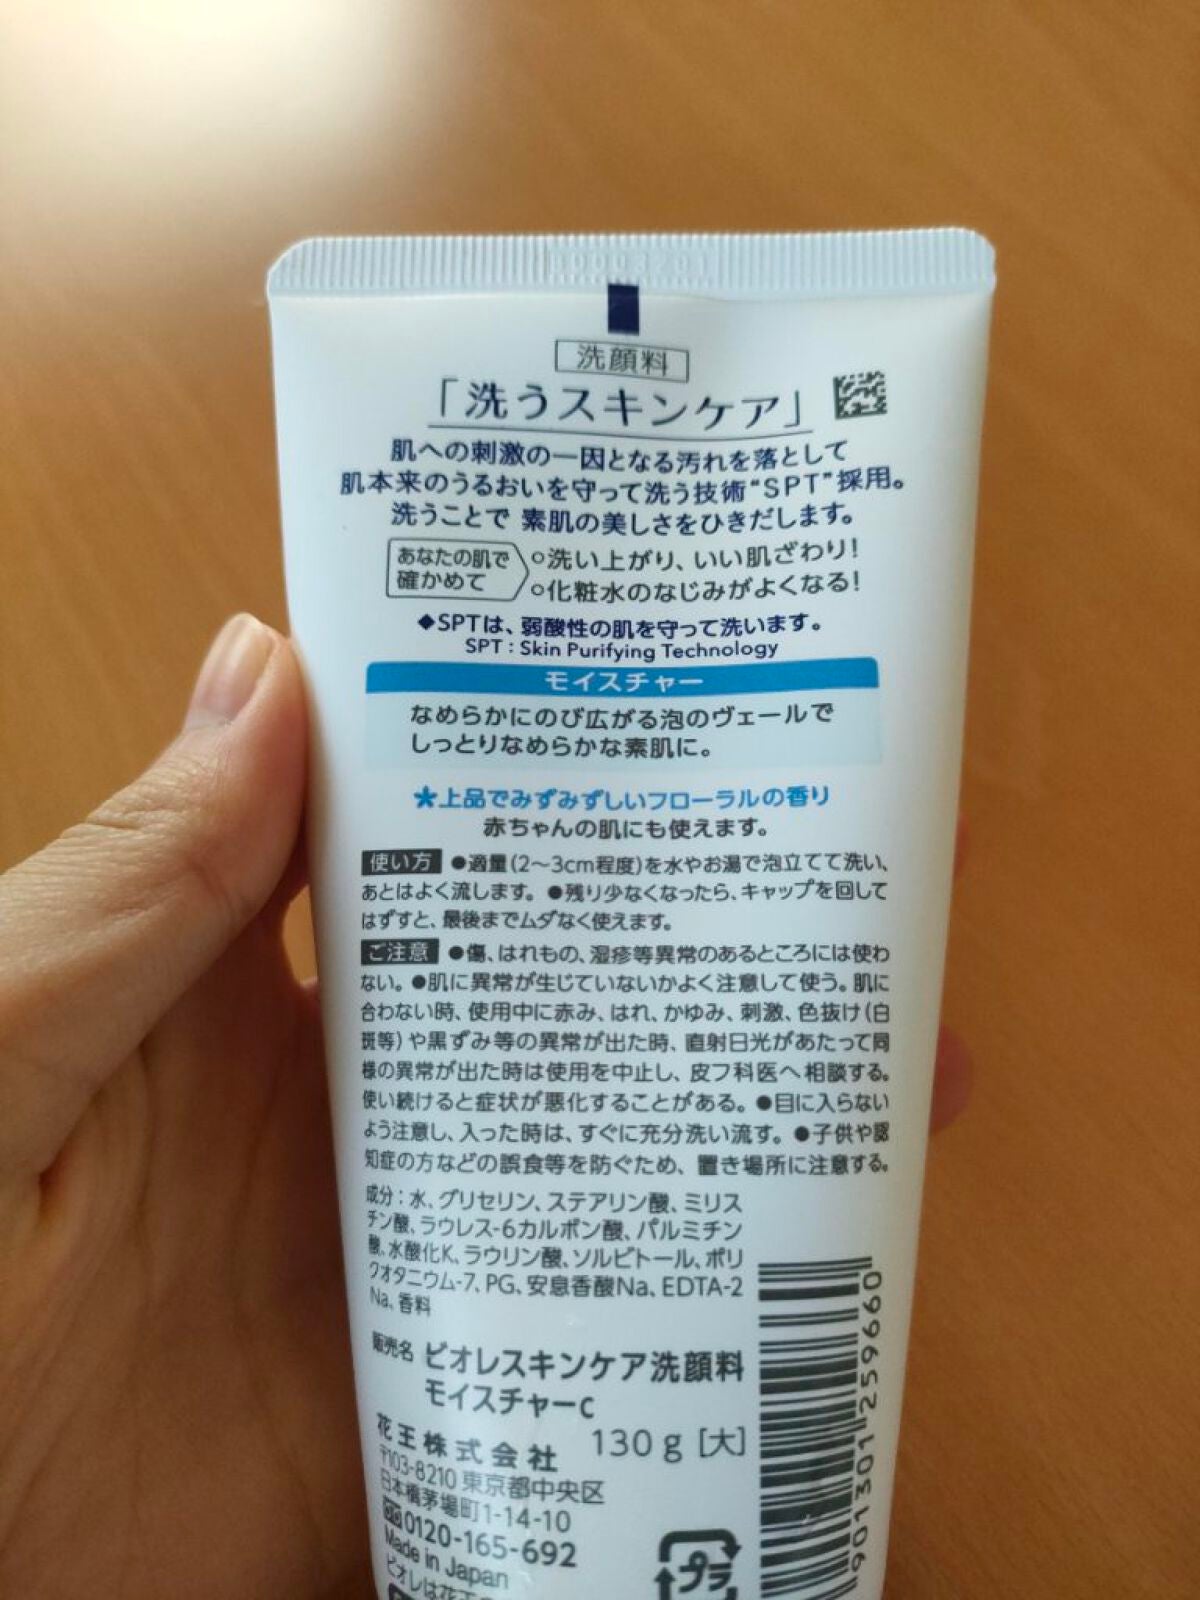 洗顔料
「洗うスキンケア」
肌への刺激の一因となる汚れを落として
肌本来のうるおいを守って洗う技術“SPT”採用。
洗うことで 素肌の美しさをひきだします。
あなたの肌で
確かめて
○洗い上がり、いい肌ざわり!
○化粧水のなじみがよくなる!
◆SPTは、弱酸性の肌を守って洗います。
SPT：Skin Purifying Technology
モイスチャー
なめらかにのび広がる泡のヴェールで
しっとりなめらかな素肌に。
★上品でみずみずしいフローラルの香り
赤ちゃんの肌にも使えます。
使い方 ●適量(2～3cm程度)を水やお湯で泡立てて洗い、
あとはよく流します。●残り少なくなったら、キャップを回して
はずすと、最後までムダなく使えます。
ご注意 ●傷、はれもの、湿疹等異常のあるところには使わ
ない。●肌に異常が生じていないかよく注意して使う。肌に
合わない時、使用中に赤み、はれ、かゆみ、刺激、色抜け(白
斑等)や黒ずみ等の異常が出た時、直射日光があたって同
様の異常が出た時は使用を中止し、皮フ科医へ相談する。
使い続けると症状が悪化することがある。●目に入らない
よう注意し、入った時は、すぐに充分洗い流す。●子供や認
知症の方などの誤食等を防ぐため、置き場所に注意する。
成分：水、グリセリン、ステアリン酸、ミリス
チン酸、ラウレス-6カルボン酸、パルミチン
酸、水酸化K、ラウリン酸、ソルビトール、ポリ
クオタニウム-7、PG、安息香酸Na、EDTA-2
Na、香料
販売名 ビオレスキンケア洗顔料
モイスチャーc
花王株式会社 130g [大]
〒103-8210 東京都中央区
日本橋茅場町1-14-10
0120-165-692
Made in Japan
ビオレは花王
プラ
4901301259660